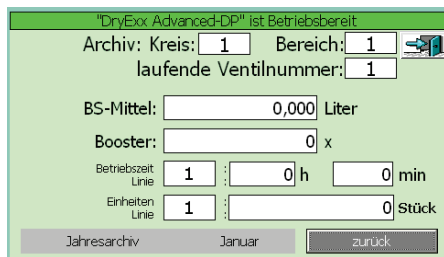 "DryExx Advanced-DP" ist Betriebsbereit
Archiv: Kreis: 1 Bereich: 1
laufende Ventilnummer: 1
BS-Mittel: 0,000 Liter
Booster: 0 x
Betriebszeit Linie 1 : 0 h 0 min
Einheiten Linie 1 : 0 Stück
Jahresarchiv Januar zurück